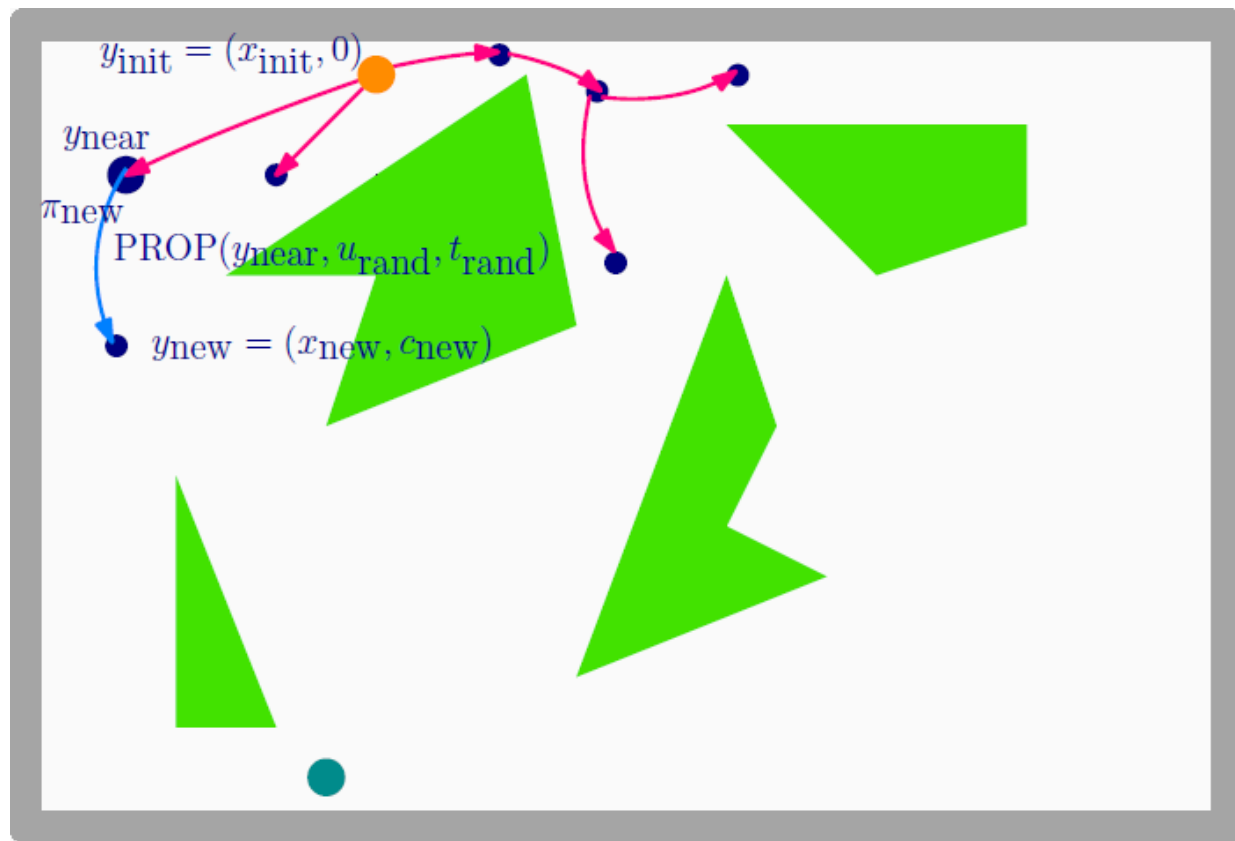 y_init = (x_init, 0)
y_near
π_new
PROP(y_near, u_rand, t_rand)
y_new = (x_new, c_new)